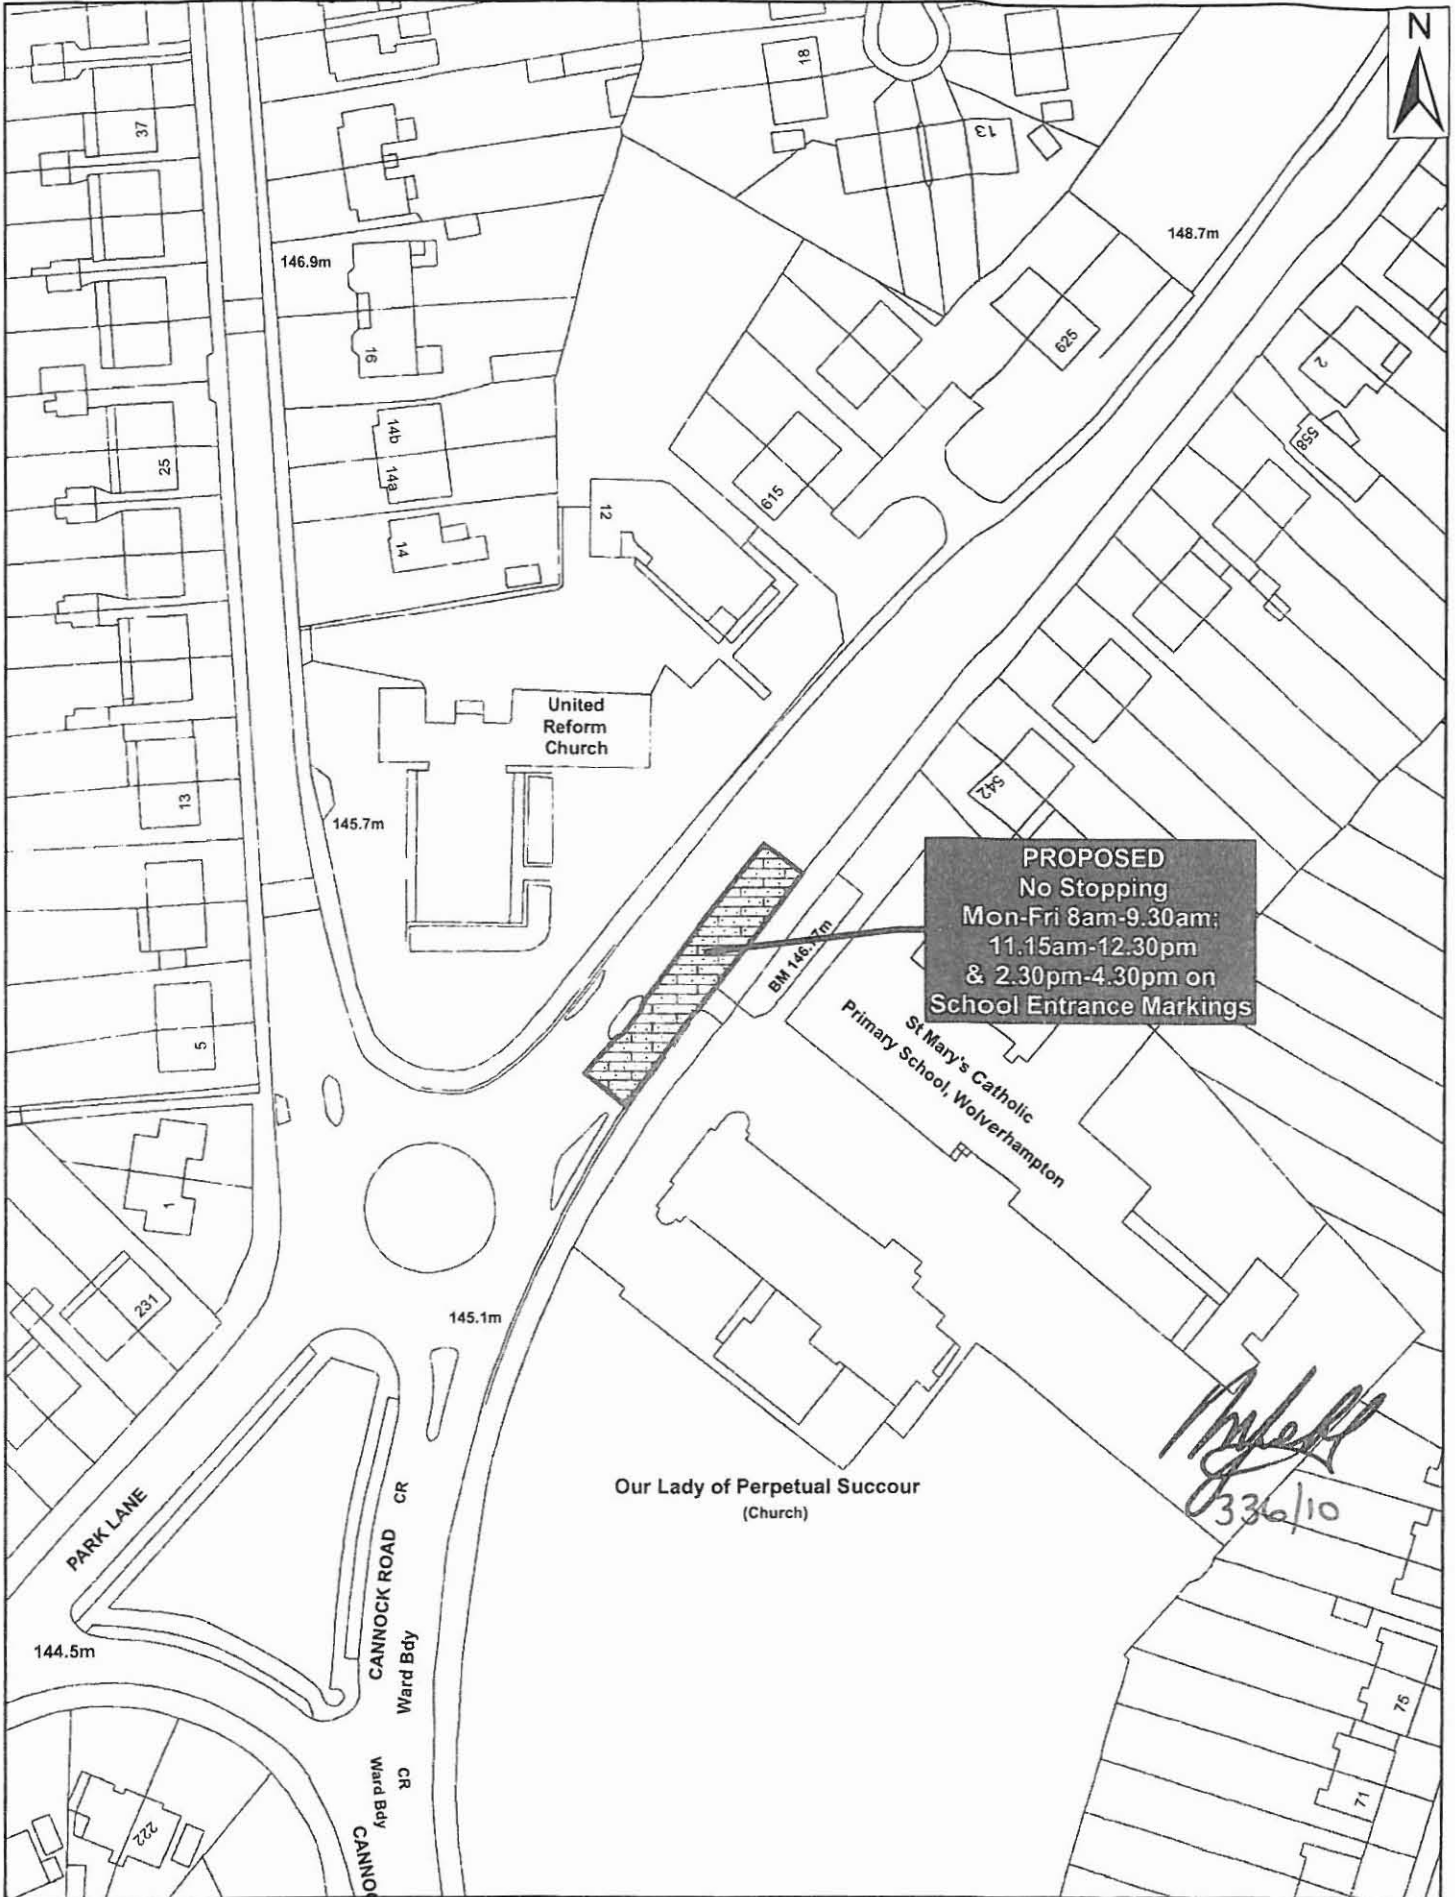 N
18
37
13
148.7m
146.9m
625
16
2
14b
14a
558
25
615
12
14
United
Reform
Church
542
13
145.7m
PROPOSED
No Stopping
Mon-Fri 8am-9.30am;
11.15am-12.30pm
& 2.30pm-4.30pm on
School Entrance Markings
BM 146.17m
St Mary's Catholic
Primary School, Wolverhampton
5
1
231
145.1m
Our Lady of Perpetual Succour
(Church)
336/10
PARK LANE
CR
CANNOCK ROAD
Ward Bdy
144.5m
75
CR
Ward Bdy
71
222
CANNO